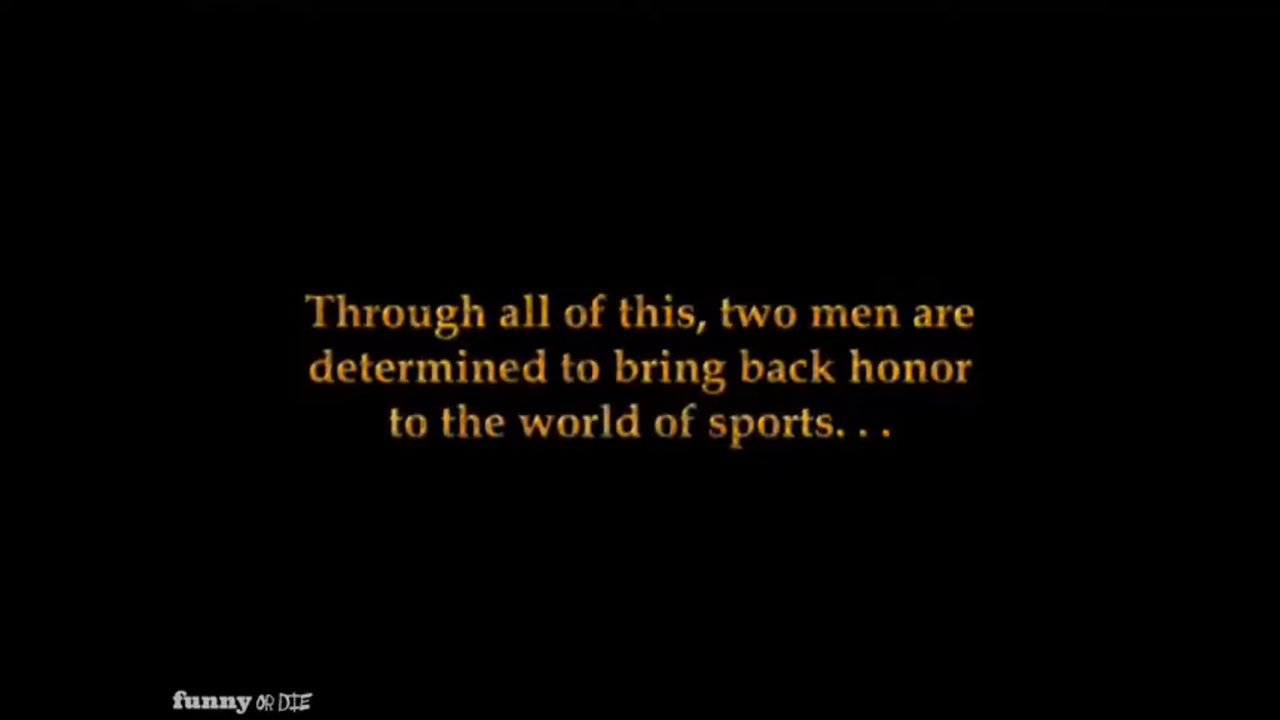 Through all of this, two men are
determined to bring back honor
to the world of sports. . .
funny OR DIE